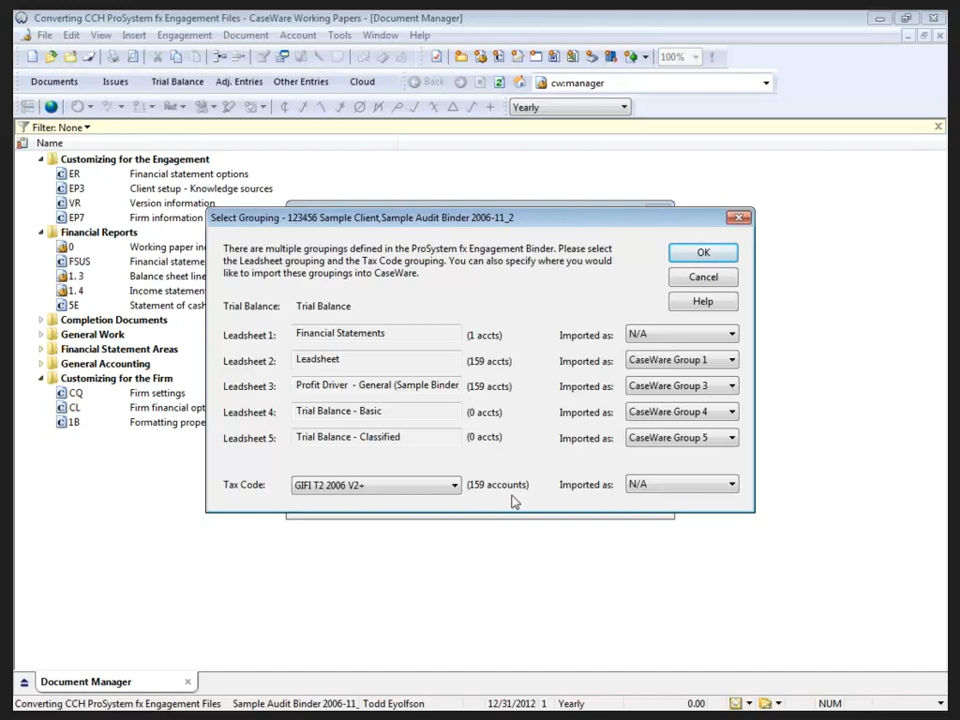 Converting CCH ProSystem fx Engagement Files - CaseWare Working Papers - [Document Manager]
File Edit View Insert Engagement Document Account Tools Window Help
100%
Documents Issues Trial Balance Adj. Entries Other Entries Cloud Back cw:manager
Yearly
Filter: None
Name
Customizing for the Engagement
ER Financial statement options
EP3 Client setup - Knowledge sources
VR Version information
EP7 Firm information
Financial Reports
0 Working paper in
FSUS Financial stateme
1. 3 Balance sheet line
1. 4 Income statemen
5E Statement of cash
Completion Documents
General Work
Financial Statement Areas
General Accounting
Customizing for the Firm
CQ Firm settings
CL Firm financial opt
1B Formatting prope
Select Grouping - 123456 Sample Client,Sample Audit Binder 2006-11_2
There are multiple groupings defined in the ProSystem fx Engagement Binder. Please select
the Leadsheet grouping and the Tax Code grouping. You can also specify where you would
like to import these groupings into CaseWare.
OK
Cancel
Help
Trial Balance: Trial Balance
Leadsheet 1: Financial Statements (1 accts) Imported as: N/A
Leadsheet 2: Leadsheet (159 accts) Imported as: CaseWare Group 1
Leadsheet 3: Profit Driver - General (Sample Binder, (159 accts) Imported as: CaseWare Group 3
Leadsheet 4: Trial Balance - Basic (0 accts) Imported as: CaseWare Group 4
Leadsheet 5: Trial Balance - Classified (0 accts) Imported as: CaseWare Group 5
Tax Code: GIFI T2 2006 V2+ (159 accounts) Imported as: N/A
Document Manager
Converting CCH ProSystem fx Engagement Files Sample Audit Binder 2006-11_ Todd Eyolfson 12/31/2012 1 Yearly 0.00 NUM